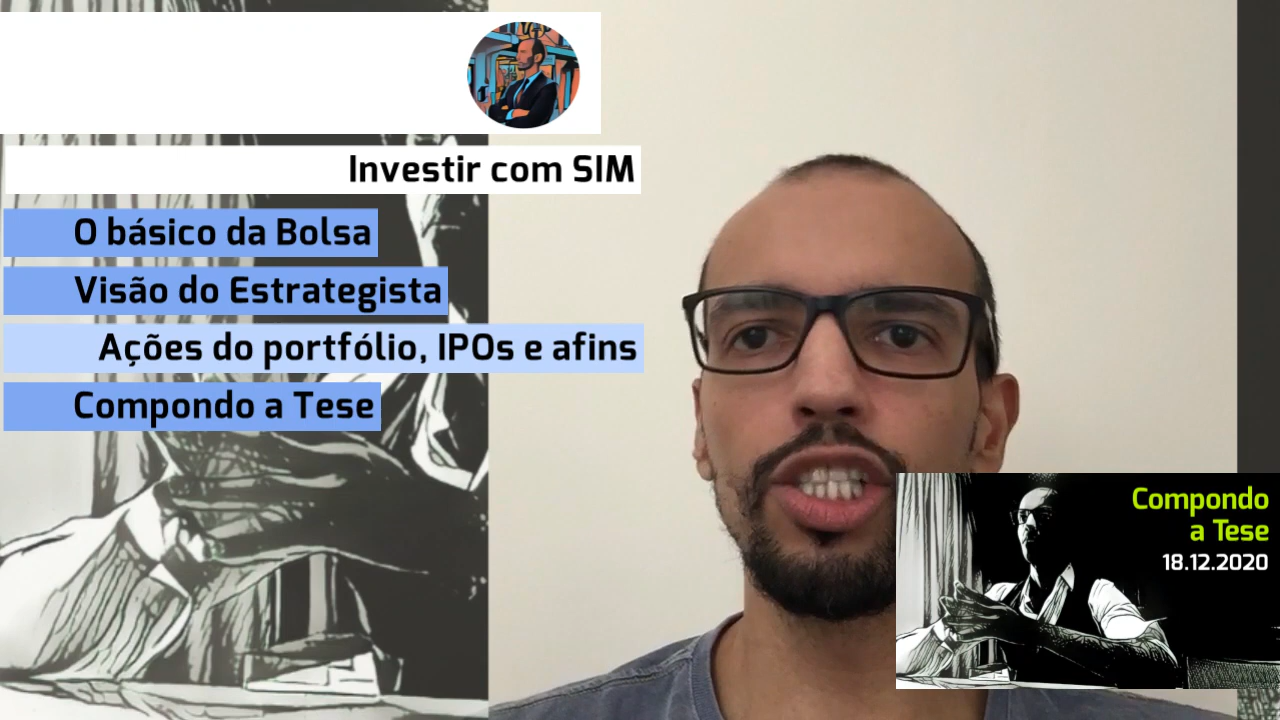 Investir com SIM
O básico da Bolsa
Visão do Estrategista
Ações do portfólio, IPOs e afins
Compondo a Tese
Compondo
a Tese
18.12.2020